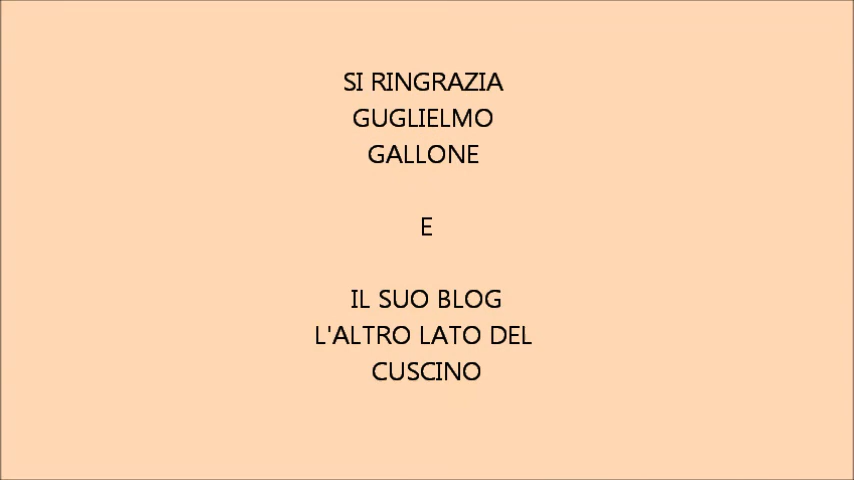 SI RINGRAZIA
GUGLIELMO
GALLONE
E
IL SUO BLOG
L'ALTRO LATO DEL
CUSCINO